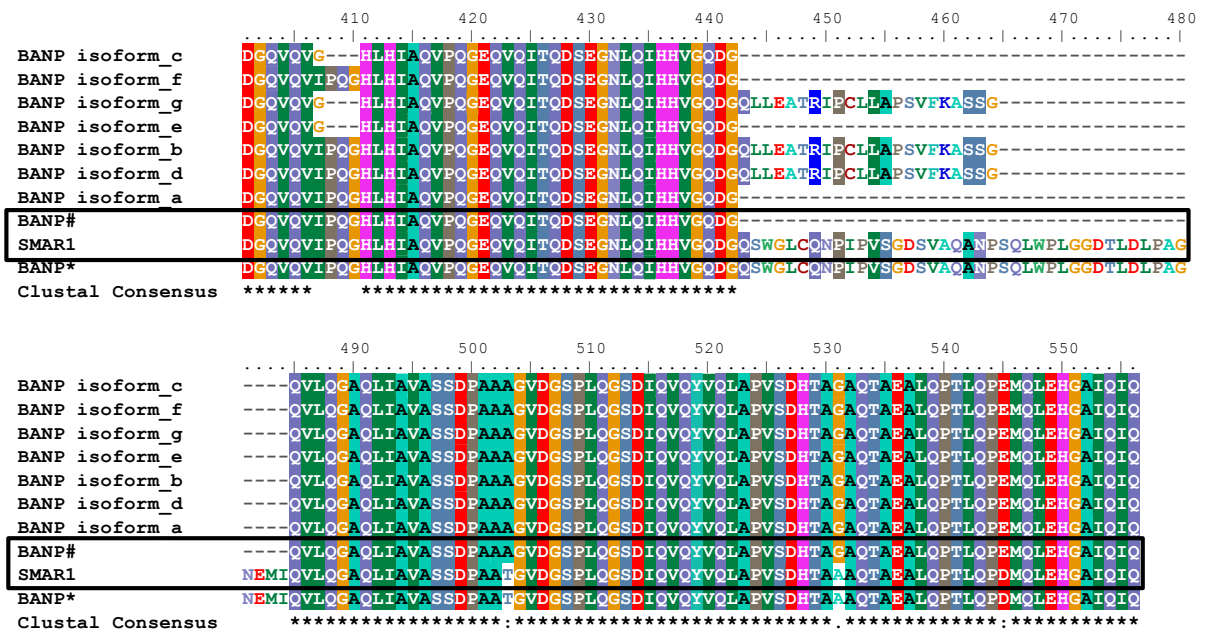 410 420 430 440 450 460 470 480
BANP isoform_c DGQVQVG---HLHIAQVPQGEQVQITQDSEGNLQIHHVGQDG--------------------------------------
BANP isoform_f DGQVQVIPQGHLHIAQVPQGEQVQITQDSEGNLQIHHVGQDG--------------------------------------
BANP isoform_g DGQVQVG---HLHIAQVPQGEQVQITQDSEGNLQIHHVGQDGQLLEATRIPCLLAPSVFKASSG----------------
BANP isoform_e DGQVQVG---HLHIAQVPQGEQVQITQDSEGNLQIHHVGQDG--------------------------------------
BANP isoform_b DGQVQVIPQGHLHIAQVPQGEQVQITQDSEGNLQIHHVGQDGQLLEATRIPCLLAPSVFKASSG----------------
BANP isoform_d DGQVQVIPQGHLHIAQVPQGEQVQITQDSEGNLQIHHVGQDGQLLEATRIPCLLAPSVFKASSG----------------
BANP isoform_a DGQVQVIPQGHLHIAQVPQGEQVQITQDSEGNLQIHHVGQDG--------------------------------------
BANP# DGQVQVIPQGHLHIAQVPQGEQVQITQDSEGNLQIHHVGQDG--------------------------------------
SMAR1 DGQVQVIPQGHLHIAQVPQGEQVQITQDSEGNLQIHHVGQDGQSWGLCQNPIPVSGDSVAQANPSQLWPLGGDTLDLPAG
BANP* DGQVQVIPQGHLHIAQVPQGEQVQITQDSEGNLQIHHVGQDGQSWGLCQNPIPVSGDSVAQANPSQLWPLGGDTLDLPAG
Clustal Consensus ******    ********************************
.... 490 500 510 520 530 540 550
BANP isoform_c ----QVLQGAQLIAVASSDPAAAGVDGSPLQGSDIQVQYVQLAPVSDHTAGAQTAEALQPTLQPEMQLEHGAIQIQ
BANP isoform_f ----QVLQGAQLIAVASSDPAAAGVDGSPLQGSDIQVQYVQLAPVSDHTAGAQTAEALQPTLQPEMQLEHGAIQIQ
BANP isoform_g ----QVLQGAQLIAVASSDPAAAGVDGSPLQGSDIQVQYVQLAPVSDHTAGAQTAEALQPTLQPEMQLEHGAIQIQ
BANP isoform_e ----QVLQGAQLIAVASSDPAAAGVDGSPLQGSDIQVQYVQLAPVSDHTAGAQTAEALQPTLQPEMQLEHGAIQIQ
BANP isoform_b ----QVLQGAQLIAVASSDPAAAGVDGSPLQGSDIQVQYVQLAPVSDHTAGAQTAEALQPTLQPEMQLEHGAIQIQ
BANP isoform_d ----QVLQGAQLIAVASSDPAAAGVDGSPLQGSDIQVQYVQLAPVSDHTAGAQTAEALQPTLQPEMQLEHGAIQIQ
BANP isoform_a ----QVLQGAQLIAVASSDPAAAGVDGSPLQGSDIQVQYVQLAPVSDHTAGAQTAEALQPTLQPEMQLEHGAIQIQ
BANP# ----QVLQGAQLIAVASSDPAAAGVDGSPLQGSDIQVQYVQLAPVSDHTAGAQTAEALQPTLQPEMQLEHGAIQIQ
SMAR1 NEMIQVLQGAQLIAVASSDPAATGVDGSPLQGSDIQVQYVQLAPVSDHTAAAQTAEALQPTLQPDMQLEHGAIQIQ
BANP* NEMIQVLQGAQLIAVASSDPAATGVDGSPLQGSDIQVQYVQLAPVSDHTAAAQTAEALQPTLQPDMQLEHGAIQIQ
Clustal Consensus ******************:***************************.*************:***********